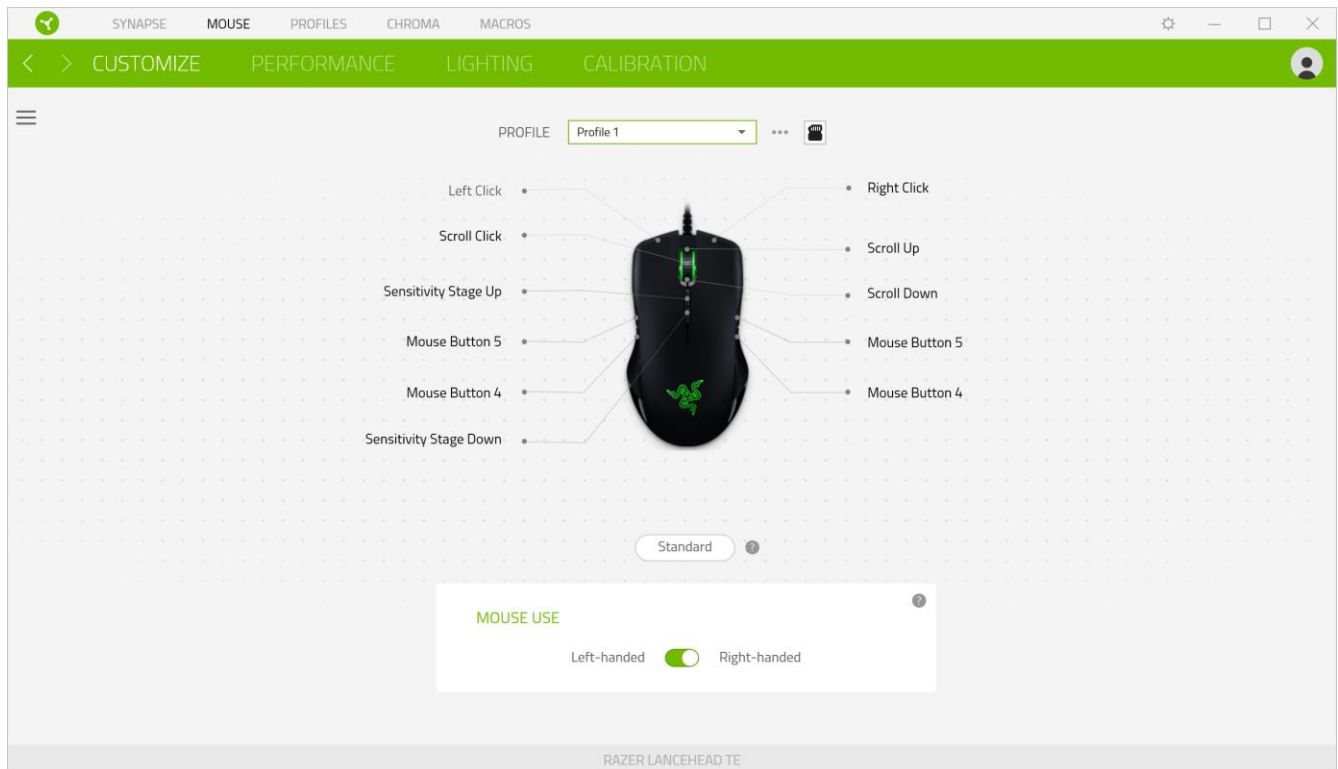 SYNAPSE MOUSE PROFILES CHROMA MACROS
CUSTOMIZE PERFORMANCE LIGHTING CALIBRATION
PROFILE Profile 1
Left Click Right Click
Scroll Click
Scroll Up
Sensitivity Stage Up Scroll Down
Mouse Button 5 Mouse Button 5
Mouse Button 4 Mouse Button 4
Sensitivity Stage Down
Standard ?
?
MOUSE USE
Left-handed Right-handed
RAZER LANCEHEAD TE